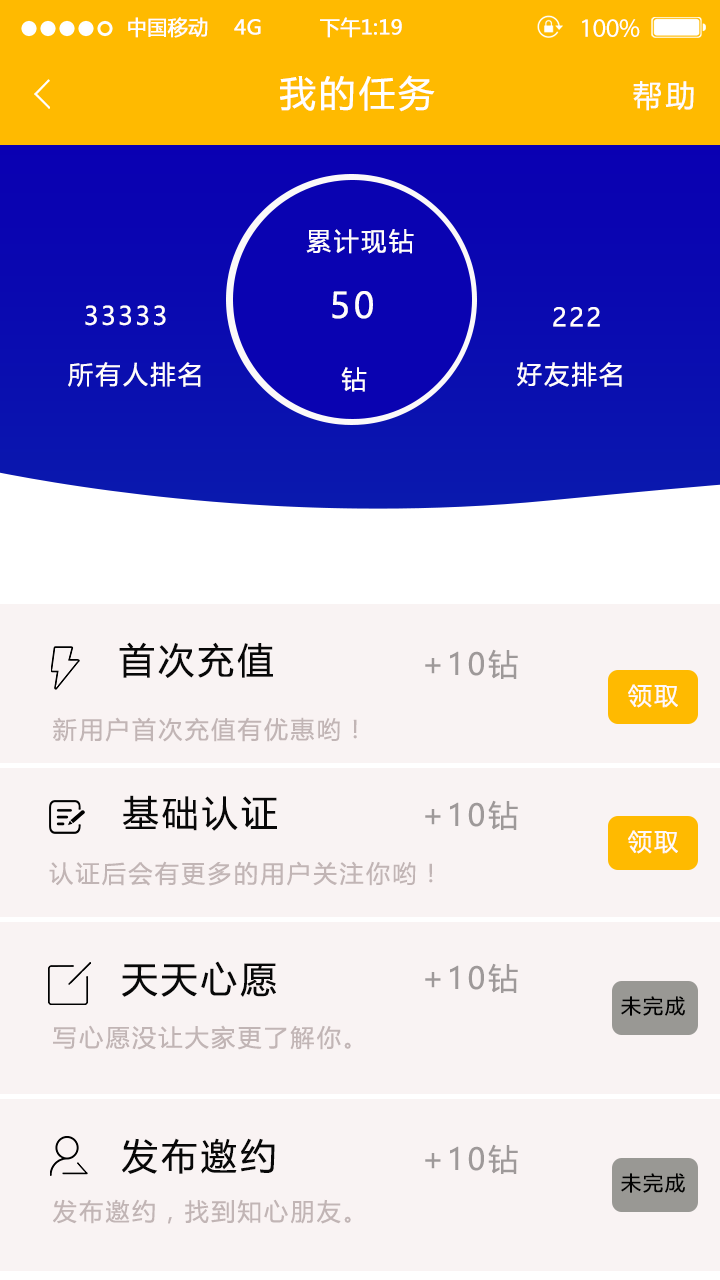 中国移动 4G 下午1:19 100%
我的任务 帮助
累计现钻
33333 50 222
所有人排名 钻 好友排名
首次充值 +10钻
领取
新用户首次充值有优惠哟！
基础认证 +10钻
领取
认证后会有更多的用户关注你哟！
天天心愿 +10钻
未完成
写心愿没让大家更了解你。
发布邀约 +10钻
未完成
发布邀约，找到知心朋友。